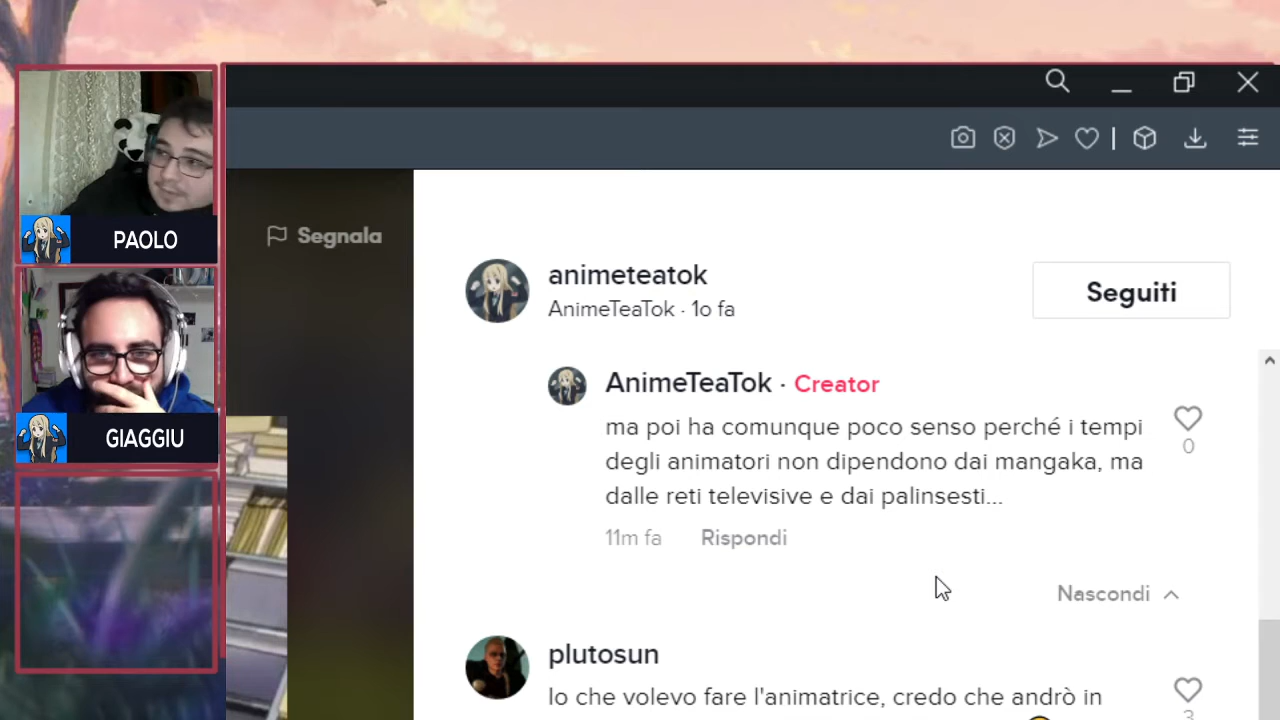 PAOLO
GIAGGIU
Segnala
animeteatok
AnimeTeaTok · 1o fa
Seguiti
AnimeTeaTok · Creator
ma poi ha comunque poco senso perché i tempi
degli animatori non dipendono dai mangaka, ma
dalle reti televisive e dai palinsesti...
0
11m fa Rispondi
Nascondi
plutosun
Io che volevo fare l'animatrice, credo che andrò in
3